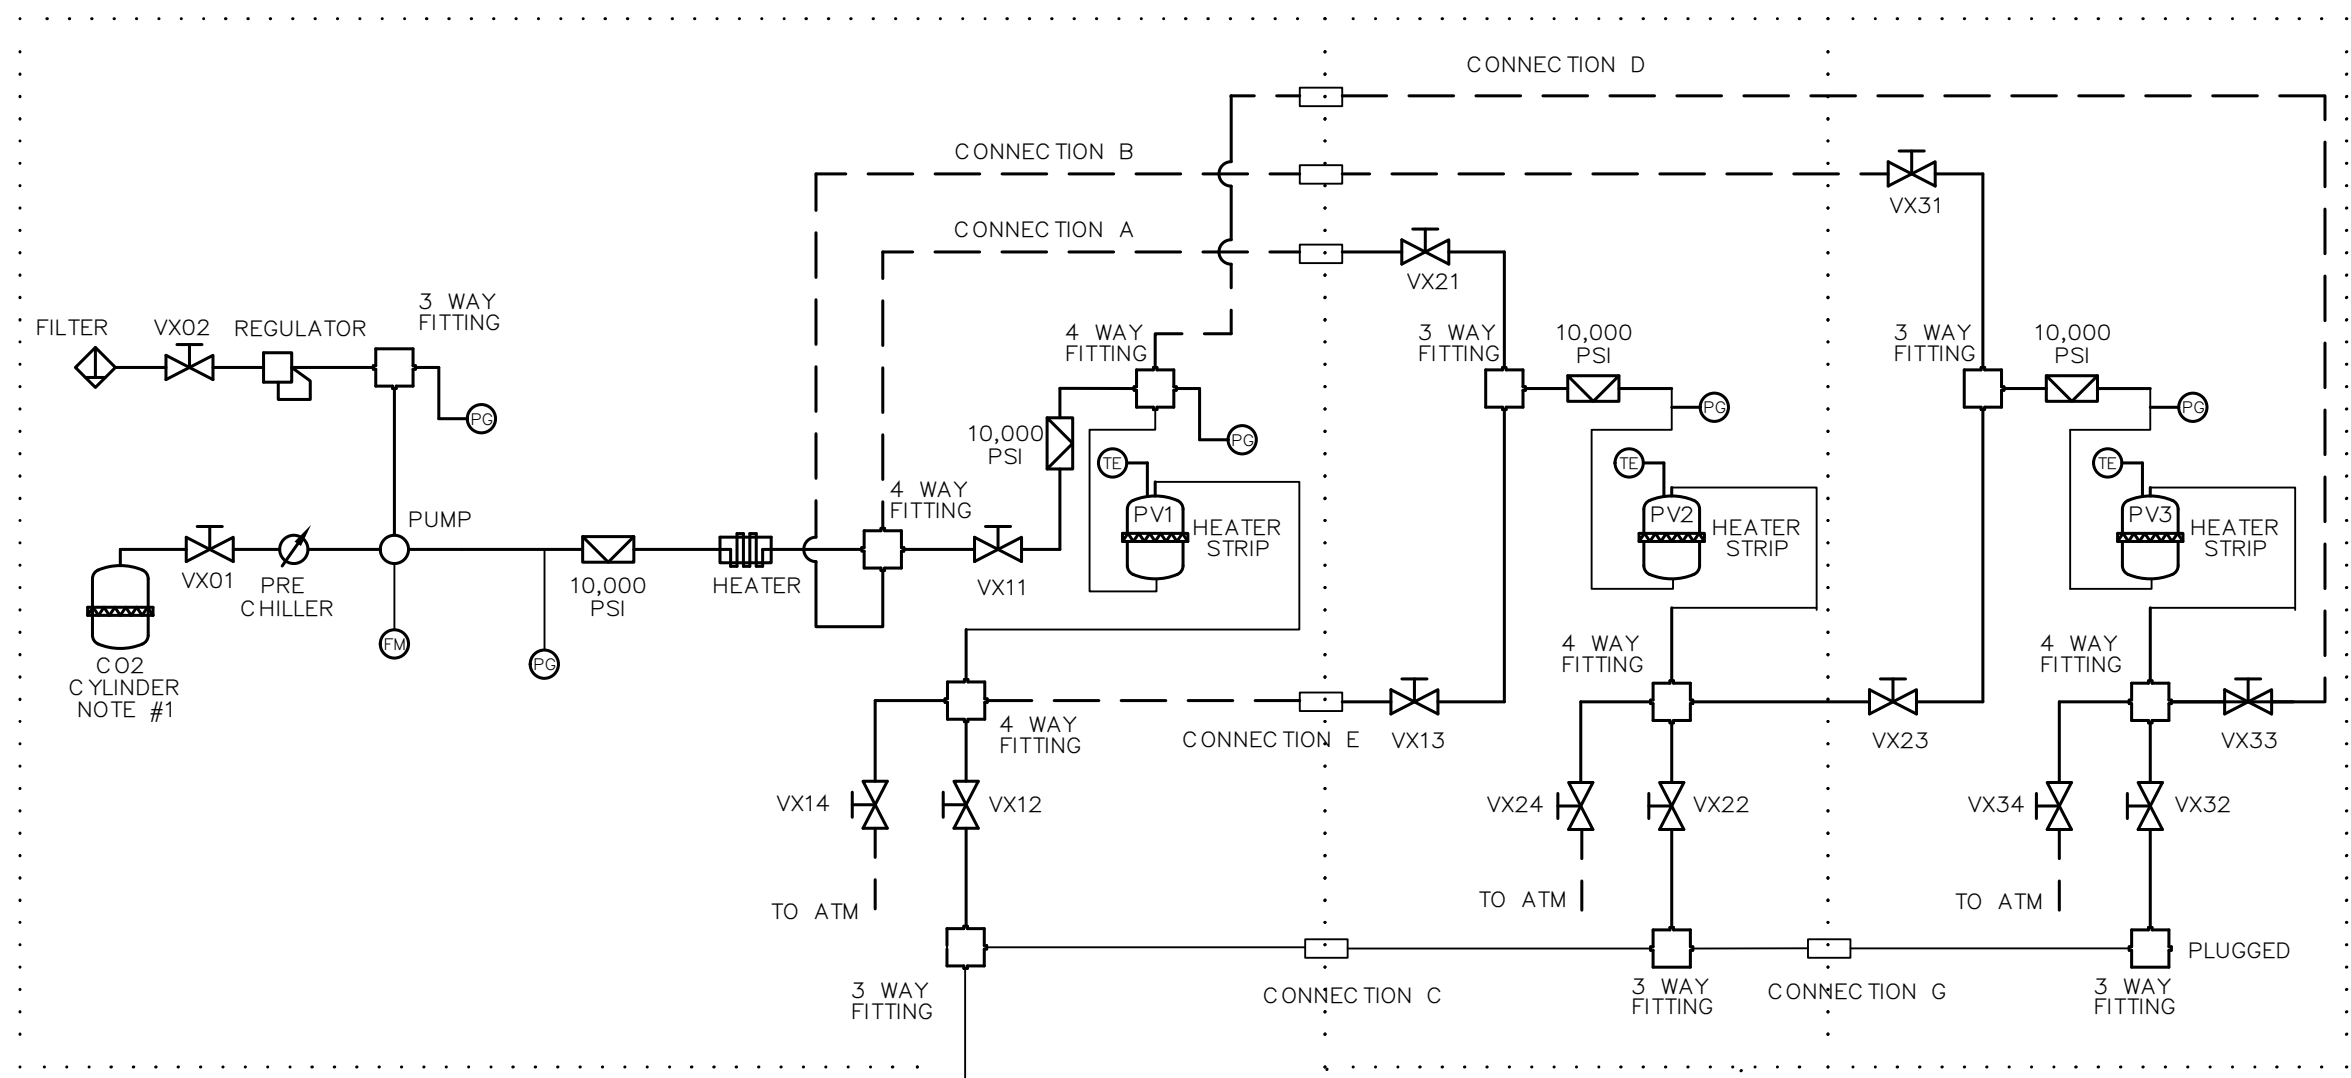 CONNECTION D
CONNECTION B
VX31
CONNECTION A
VX21
3 WAY
FITTING
FILTER
VX02
REGULATOR
PG
4 WAY
FITTING
10,000
PSI
PG
TE
PV1
HEATER
STRIP
3 WAY
FITTING
10,000
PSI
PG
TE
PV2
HEATER
STRIP
3 WAY
FITTING
10,000
PSI
PG
TE
PV3
HEATER
STRIP
4 WAY
FITTING
PUMP
VX01
PRE
CHILLER
FM
PG
10,000
PSI
HEATER
VX11
CO2
CYLINDER
NOTE #1
4 WAY
FITTING
CONNECTION E
VX13
4 WAY
FITTING
VX23
4 WAY
FITTING
VX33
VX14
VX12
VX24
VX22
VX34
VX32
TO ATM
TO ATM
TO ATM
3 WAY
FITTING
CONNECTION C
3 WAY
FITTING
CONNECTION G
3 WAY
FITTING
PLUGGED